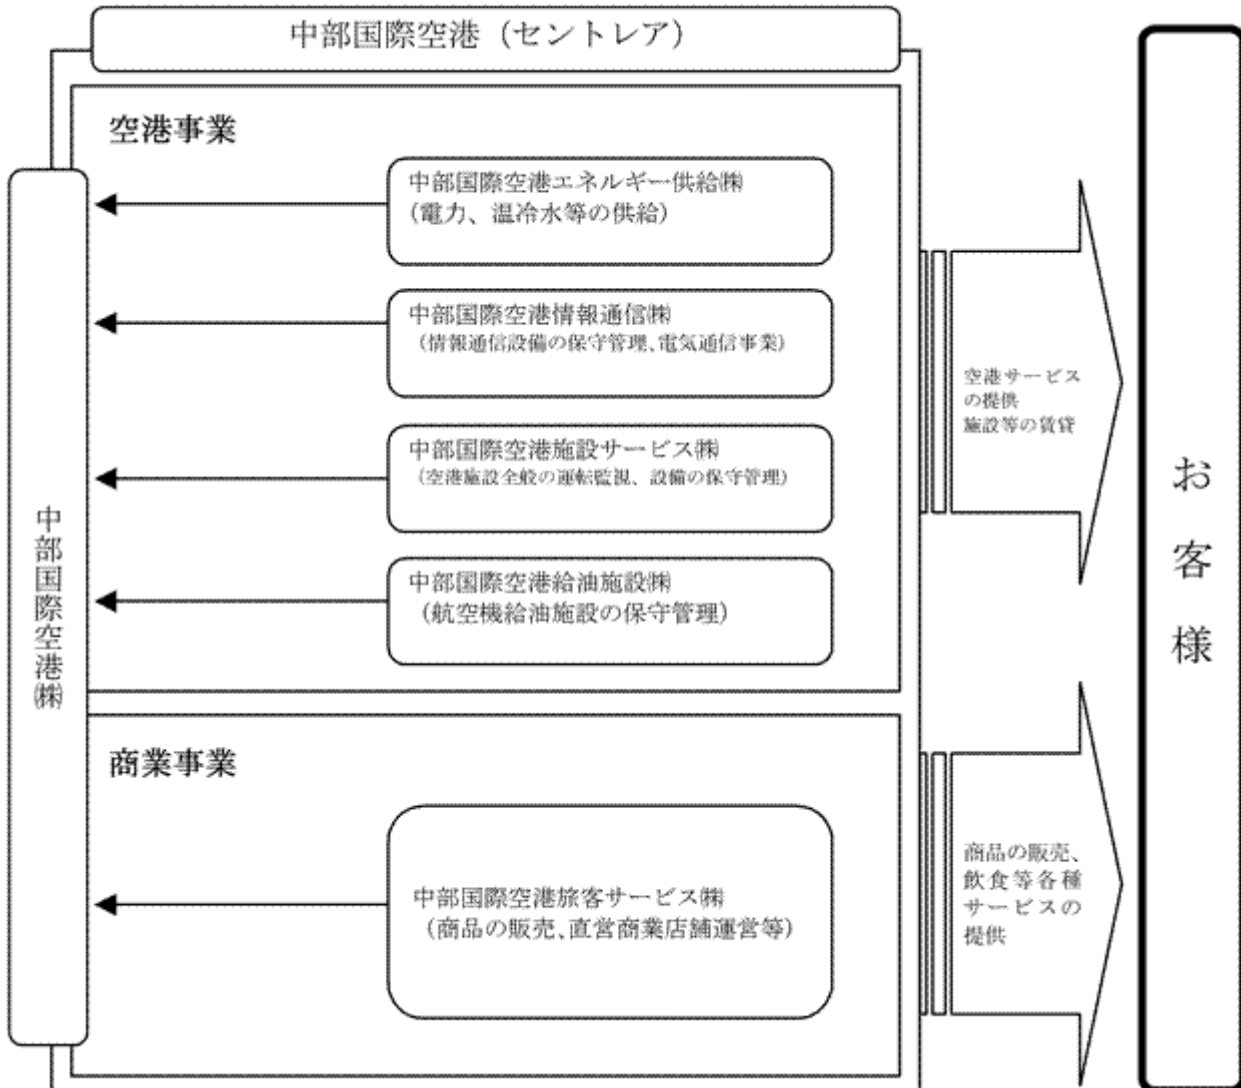 中部国際空港（セントレア）
空港事業
中部国際空港エネルギー供給㈱
（電力、温冷水等の供給）
中部国際空港情報通信㈱
（情報通信設備の保守管理、電気通信事業）
中部国際空港施設サービス㈱
（空港施設全般の運転監視、設備の保守管理）
中部国際空港給油施設㈱
（航空機給油施設の保守管理）
中部国際空港㈱
商業事業
中部国際空港旅客サービス㈱
（商品の販売、直営商業店舗運営等）
空港サービス
の提供
施設等の賃貸
商品の販売、
飲食等各種
サービスの
提供
お客様